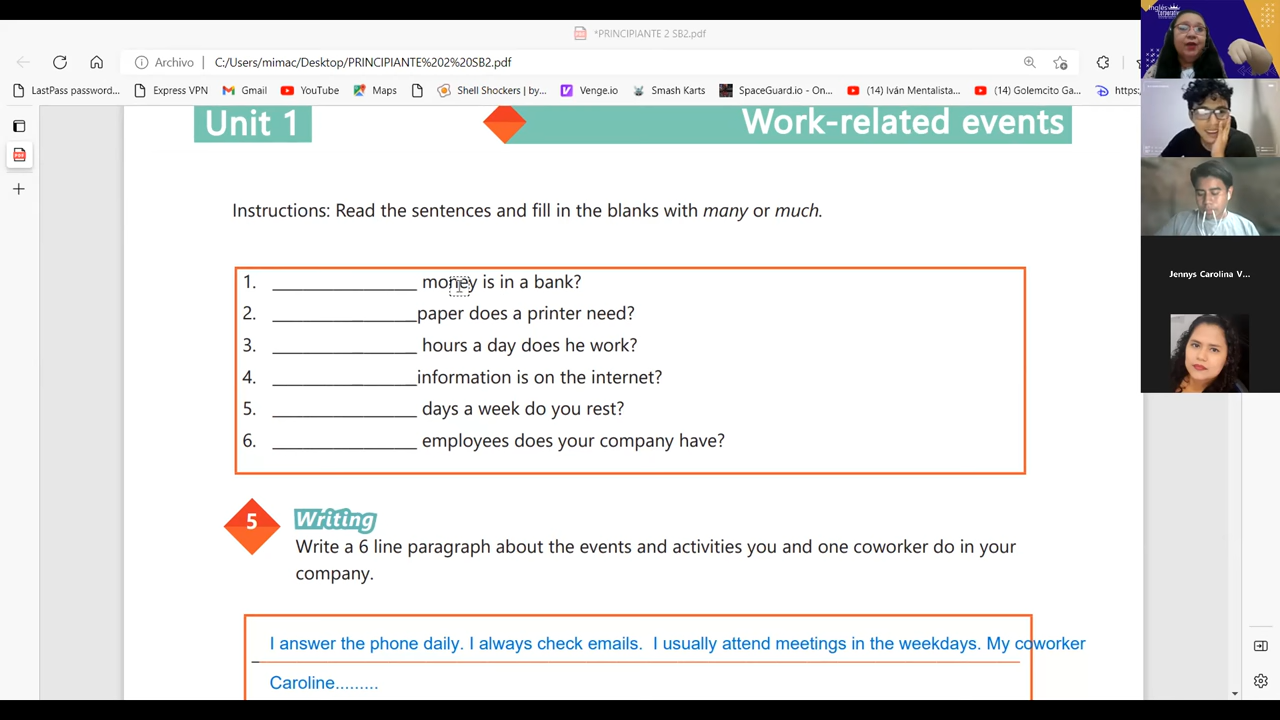 *PRINCIPIANTE 2 SB2.pdf
Archivo C:/Users/mimac/Desktop/PRINCIPIANTE%202%20SB2.pdf
LastPass password... Express VPN Gmail YouTube Maps Shell Shockers | by... Venge.io Smash Karts SpaceGuard.io - On... (14) Iván Mentalista... (14) Golemcito Ga... https:
Unit 1 Work-related events
Instructions: Read the sentences and fill in the blanks with many or much.
1. ________________ money is in a bank?
2. ________________paper does a printer need?
3. ________________ hours a day does he work?
4. ________________information is on the internet?
5. ________________ days a week do you rest?
6. ________________ employees does your company have?
5 Writing
Write a 6 line paragraph about the events and activities you and one coworker do in your
company.
I answer the phone daily. I always check emails. I usually attend meetings in the weekdays. My coworker
Caroline.........
Inglés
Jennys Carolina V...